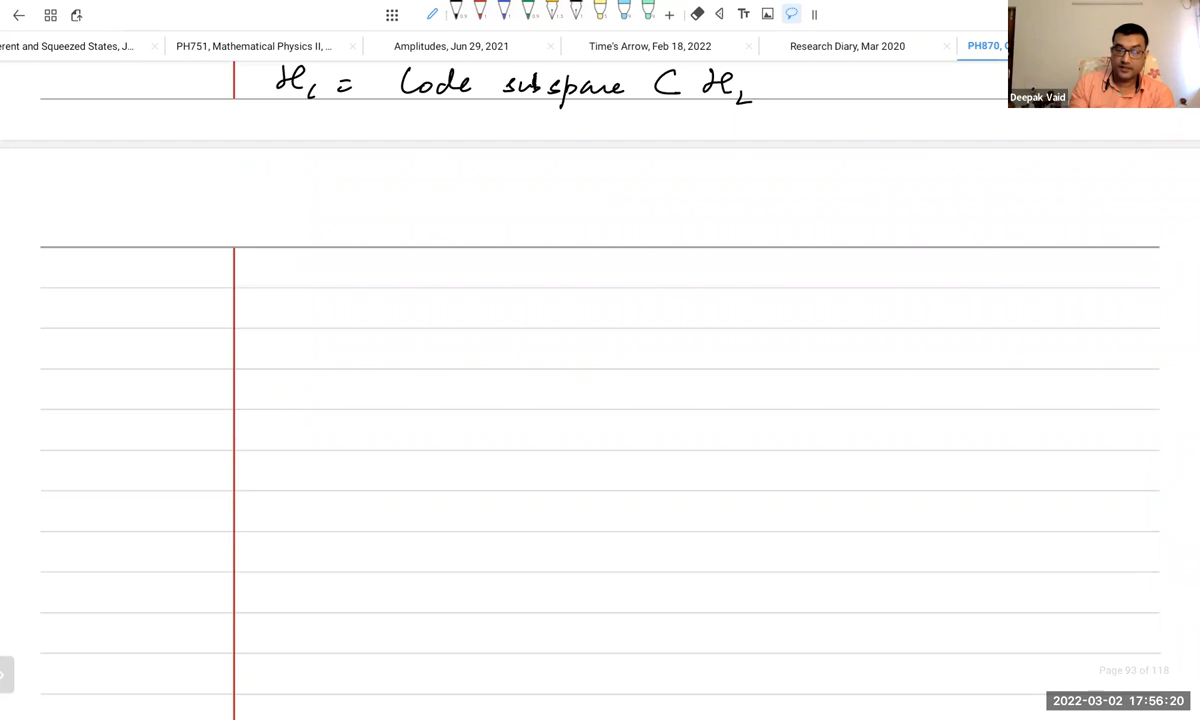 erent and Squeezed States, J...
PH751, Mathematical Physics II, ...
Amplitudes, Jun 29, 2021
Time's Arrow, Feb 18, 2022
Research Diary, Mar 2020
PH870,
Deepak Vaid
ℋ_c = Code subspace ⊂ ℋ_L
Page 93 of 118
2022-03-02 17:56:20